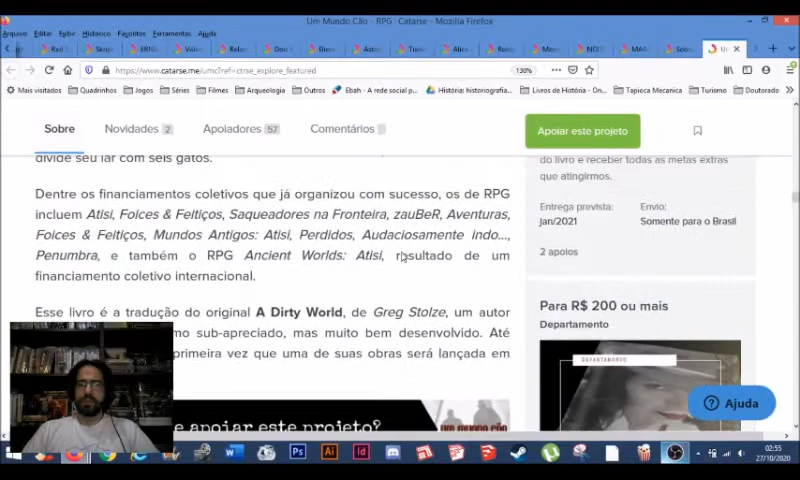 Um Mundo Cão - RPG - Catarse - Mozilla Firefox
Arquivo Editar Exibir Histórico Favoritos Ferramentas Ajuda
https://www.catarse.me/umc?ref=ctrse_explore_featured
130%
Mais visitados Quadrinhos Jogos Séries Filmes Arqueologia Outros Ebah - A rede social p... História: historiografia... Livros de História - On... Tapioca Mecanica Turismo Doutorado
Sobre Novidades 2 Apoiadores 57 Comentários
Apoiar este projeto
divide seu lar com seis gatos.
Dentre os financiamentos coletivos que já organizou com sucesso, os de RPG
incluem Atisi, Foices & Feitiços, Saqueadores na Fronteira, zauBeR, Aventuras,
Foices & Feitiços, Mundos Antigos: Atisi, Perdidos, Audaciosamente Indo...,
Penumbra, e também o RPG Ancient Worlds: Atisi, resultado de um
financiamento coletivo internacional.
Esse livro é a tradução do original A Dirty World, de Greg Stolze, um autor
mo sub-apreciado, mas muito bem desenvolvido. Até
primeira vez que uma de suas obras será lançada em
e apoiar este projeto?
um mundo cão
do livro e receber todas as metas extras
que atingirmos.
Entrega prevista: Envio:
jan/2021 Somente para o Brasil
2 apoios
Para R$ 200 ou mais
Departamento
DEPARTAMENTO
Ajuda
02:55
27/10/2020